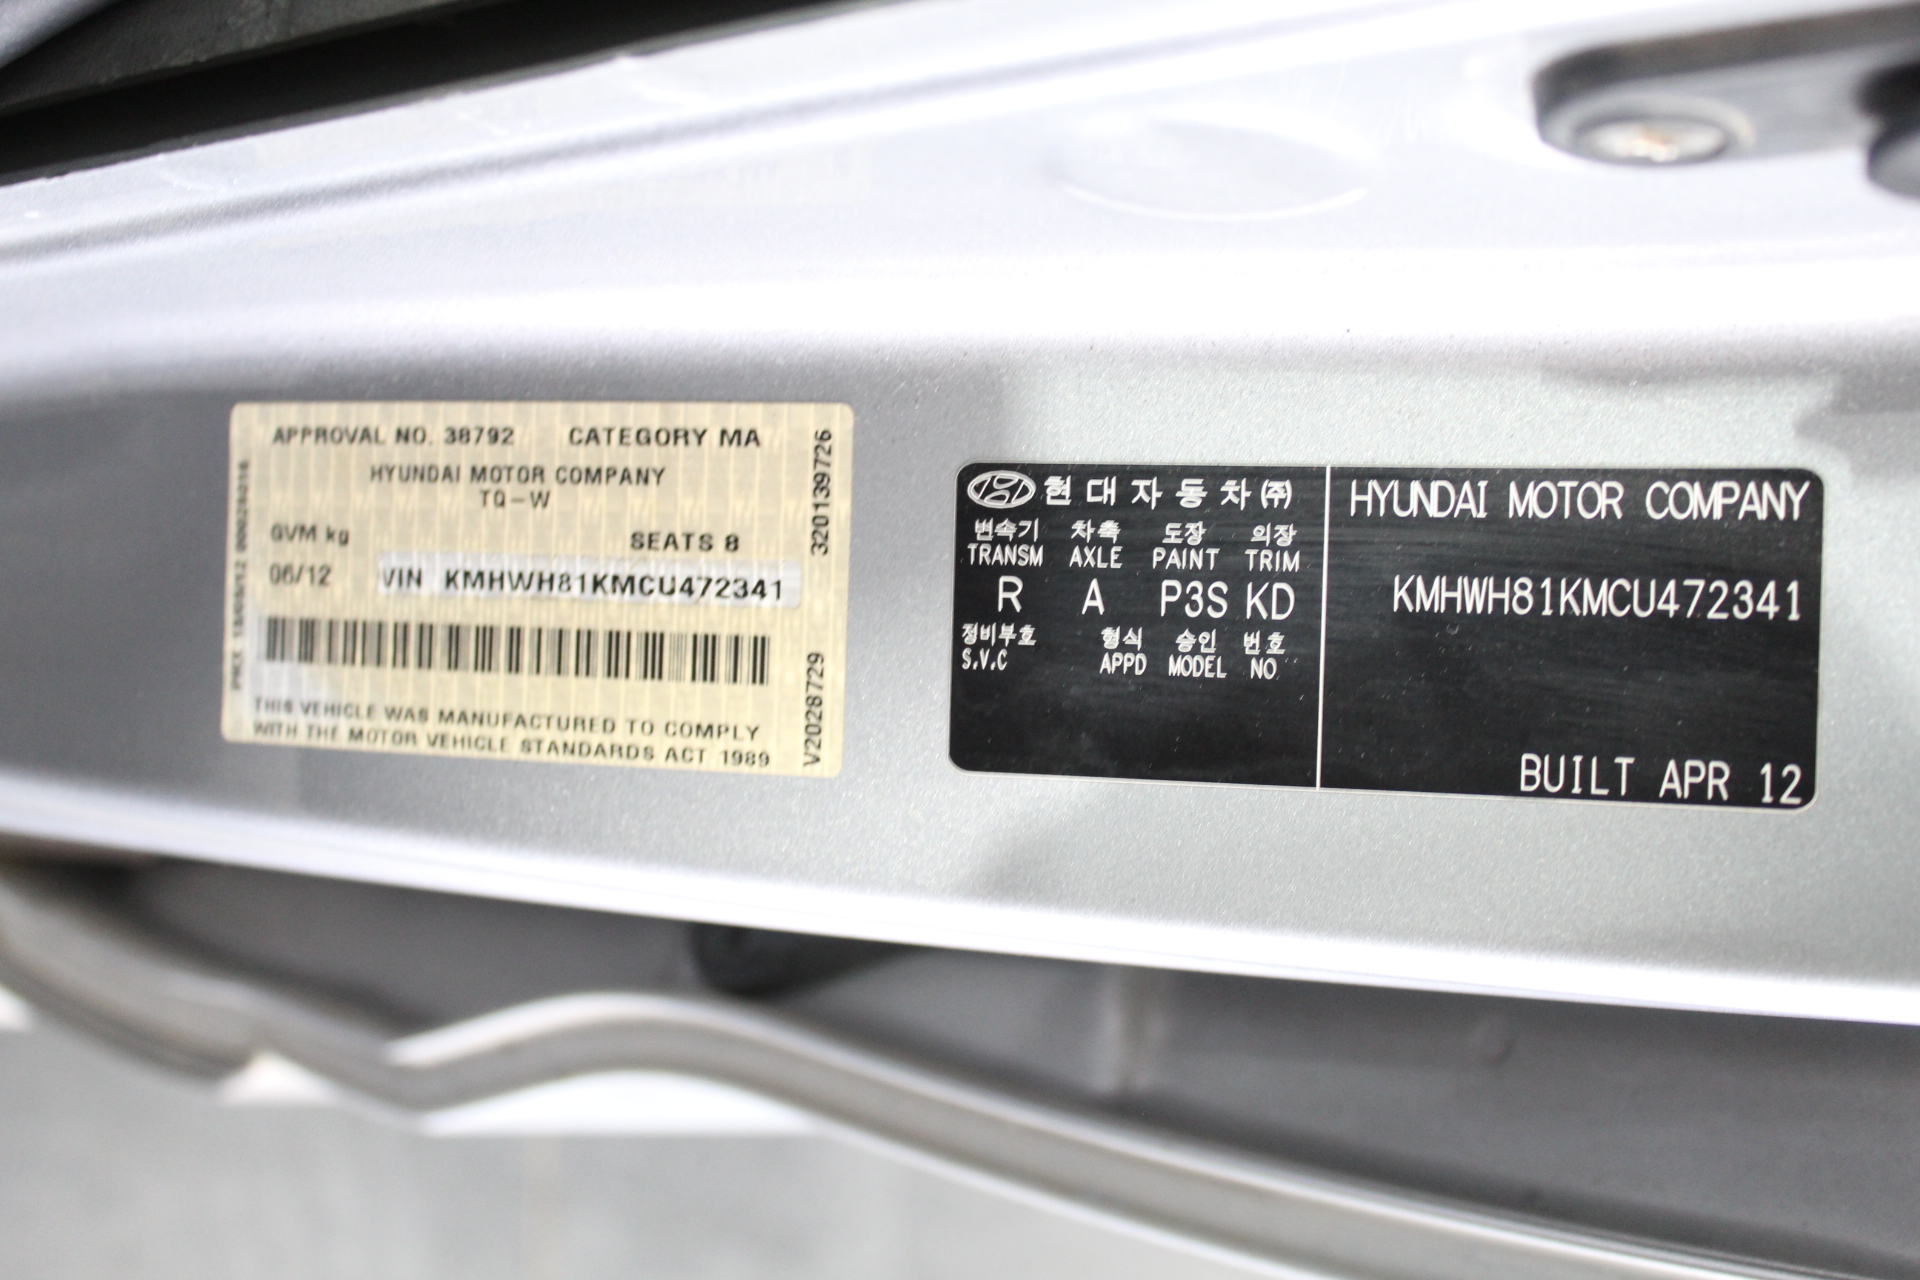 APPROVAL NO. 38792 CATEGORY MA
HYUNDAI MOTOR COMPANY
TQ-W
GVM kg SEATS 8
06/12 VIN KMHWH81KMCU472341
THIS VEHICLE WAS MANUFACTURED TO COMPLY
WITH THE MOTOR VEHICLE STANDARDS ACT 1989
320139726
V2028729
현대자동차(주)
변속기 차축 도장 의장
TRANSM AXLE PAINT TRIM
R A P3S KD
정비부호 형식 승인 번호
S.V.C APPD MODEL NO
HYUNDAI MOTOR COMPANY
KMHWH81KMCU472341
BUILT APR 12